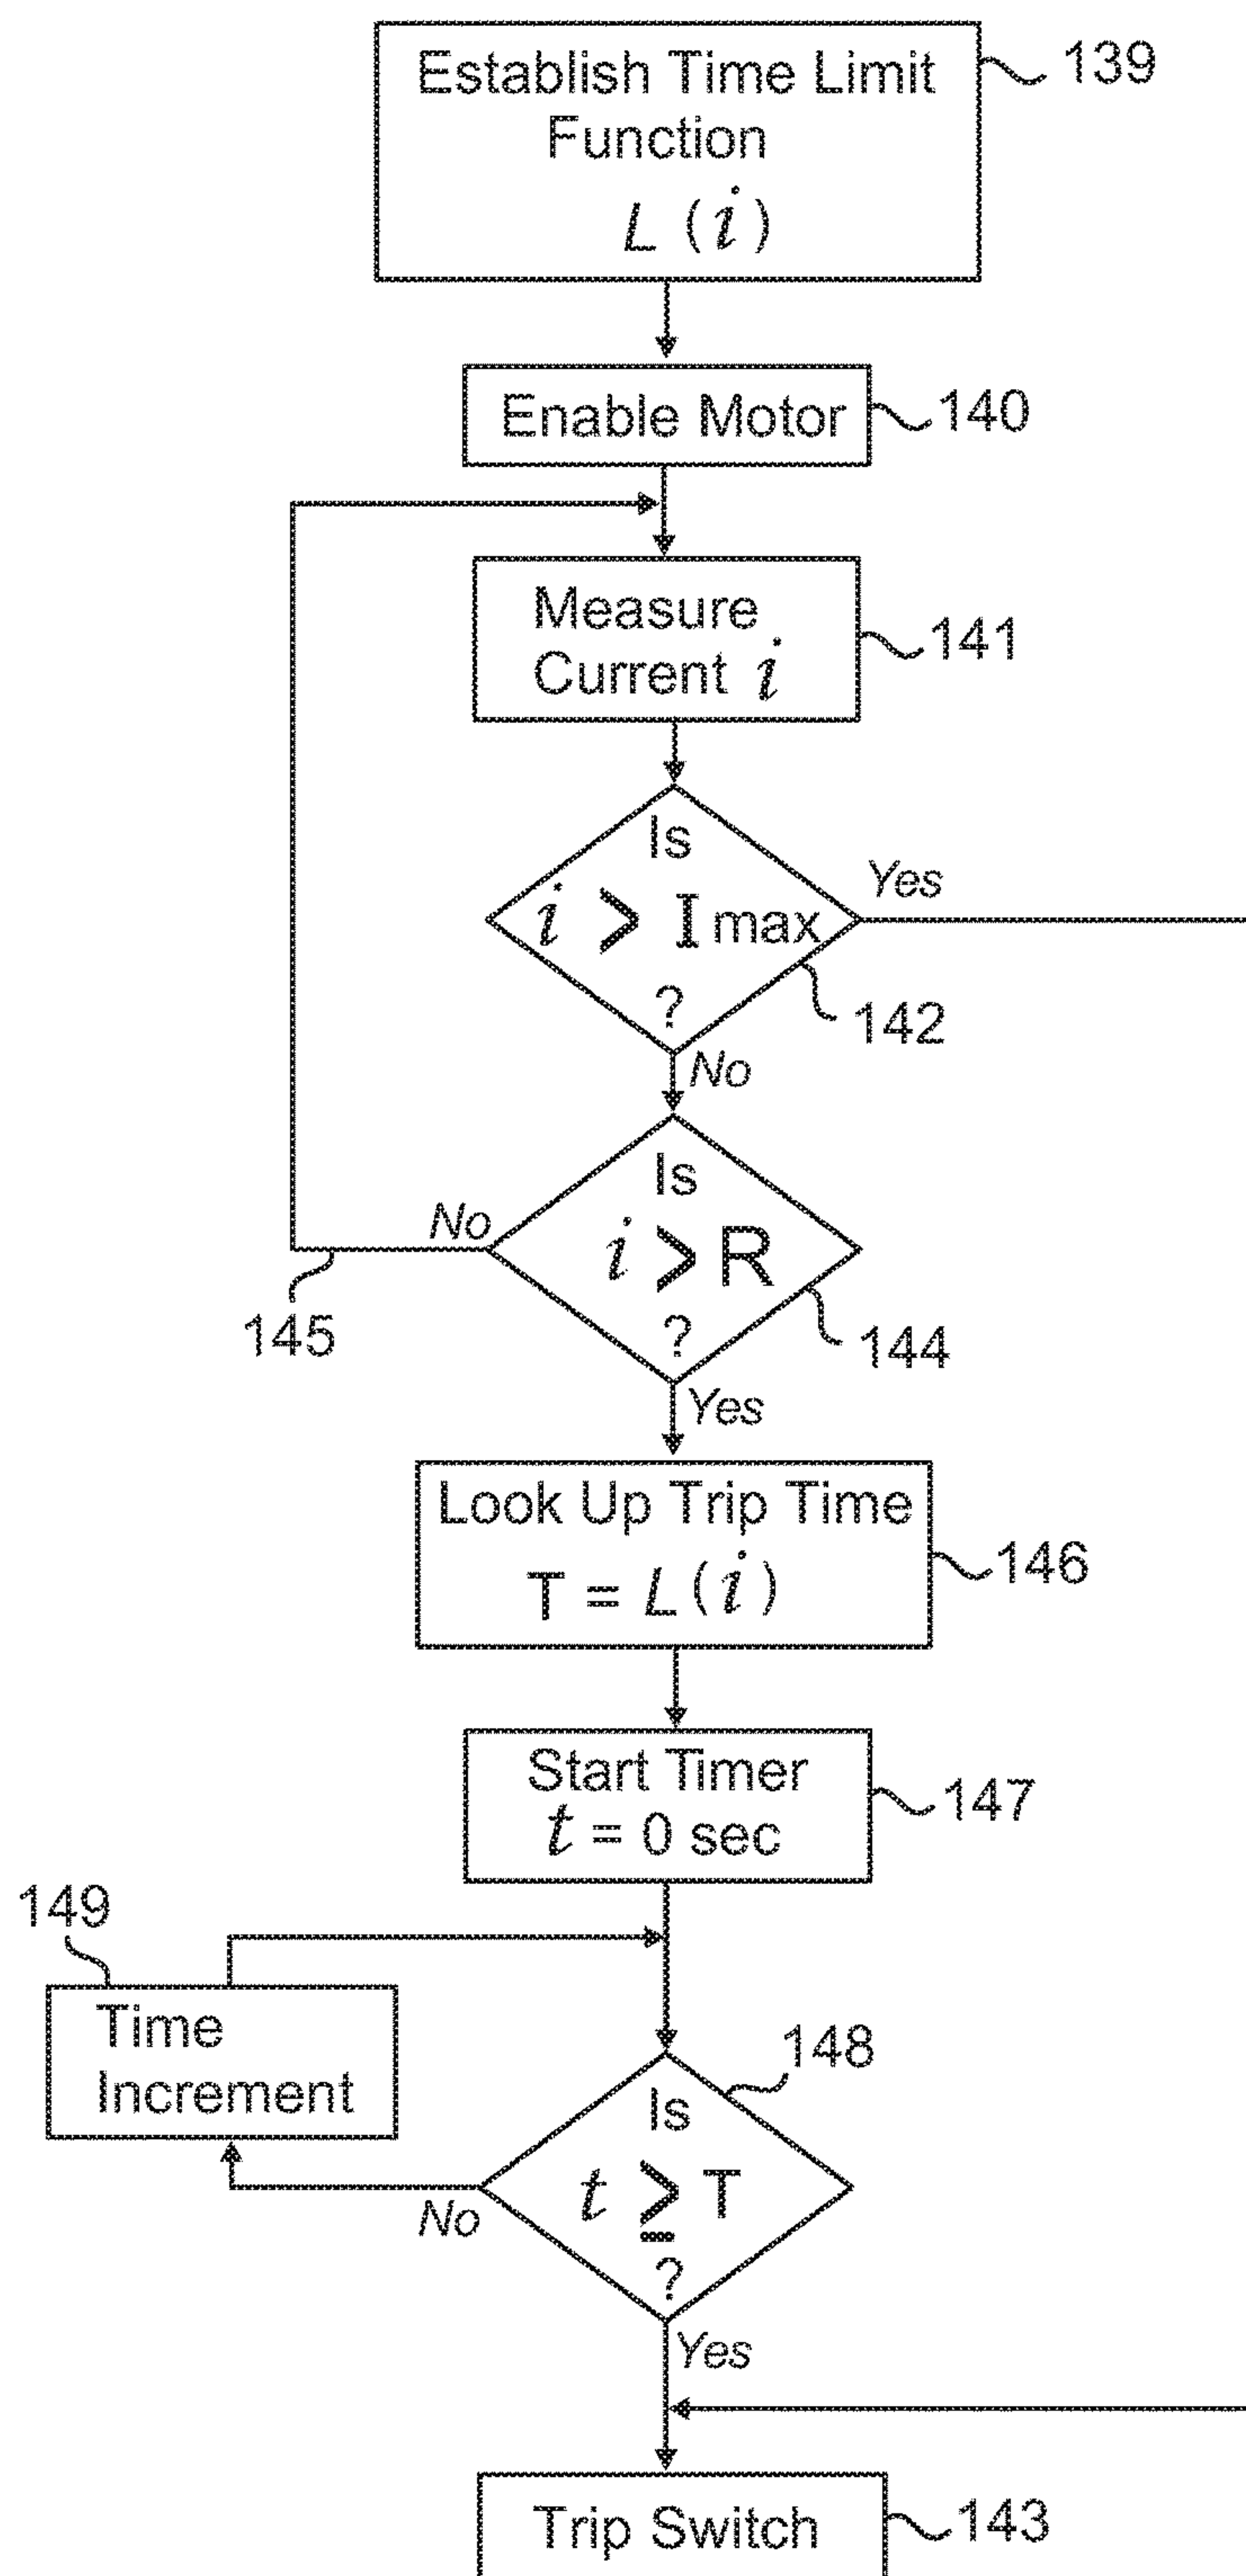 Establish Time Limit
Function
L (i)
139
Enable Motor
140
Measure
Current i
141
Is
i > I max
?
Yes
142
No
Is
i > R
?
No
145
144
Yes
Look Up Trip Time
T = L (i)
146
Start Timer
t = 0 sec
147
149
Time
Increment
148
Is
t ≥ T
?
No
Yes
Trip Switch
143